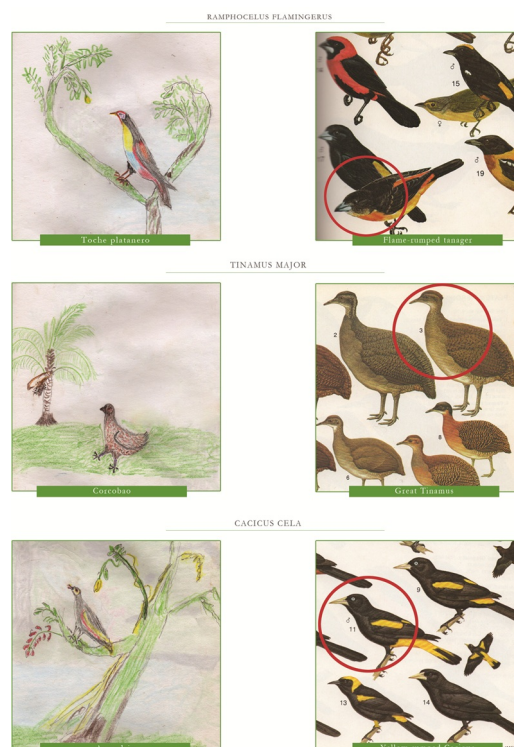 RAMPHOCELUS FLAMINGERUS
♂
15
♀
♂
19
Toche platanero
Flame-rumped tanager
TINAMUS MAJOR
2
3
8
6
Corcobao
Great Tinamus
CACICUS CELA
9
♂
11
13
14